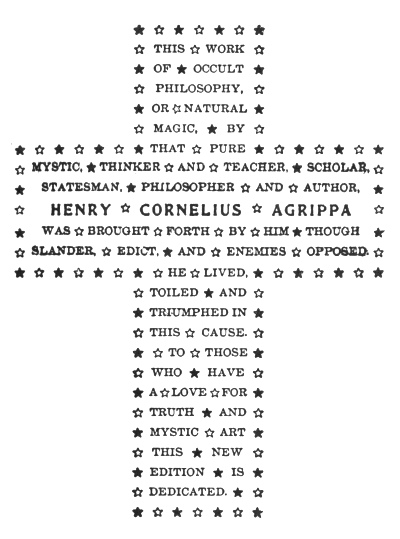 THIS WORK
OF OCCULT
PHILOSOPHY,
OR NATURAL
MAGIC, BY
THAT PURE
MYSTIC, THINKER AND TEACHER, SCHOLAR,
STATESMAN, PHILOSOPHER AND AUTHOR,
HENRY CORNELIUS AGRIPPA
WAS BROUGHT FORTH BY HIM THOUGH
SLANDER, EDICT, AND ENEMIES OPPOSED.
HE LIVED,
TOILED AND
TRIUMPHED IN
THIS CAUSE.
TO THOSE
WHO HAVE
A LOVE FOR
TRUTH AND
MYSTIC ART
THIS NEW
EDITION IS
DEDICATED.